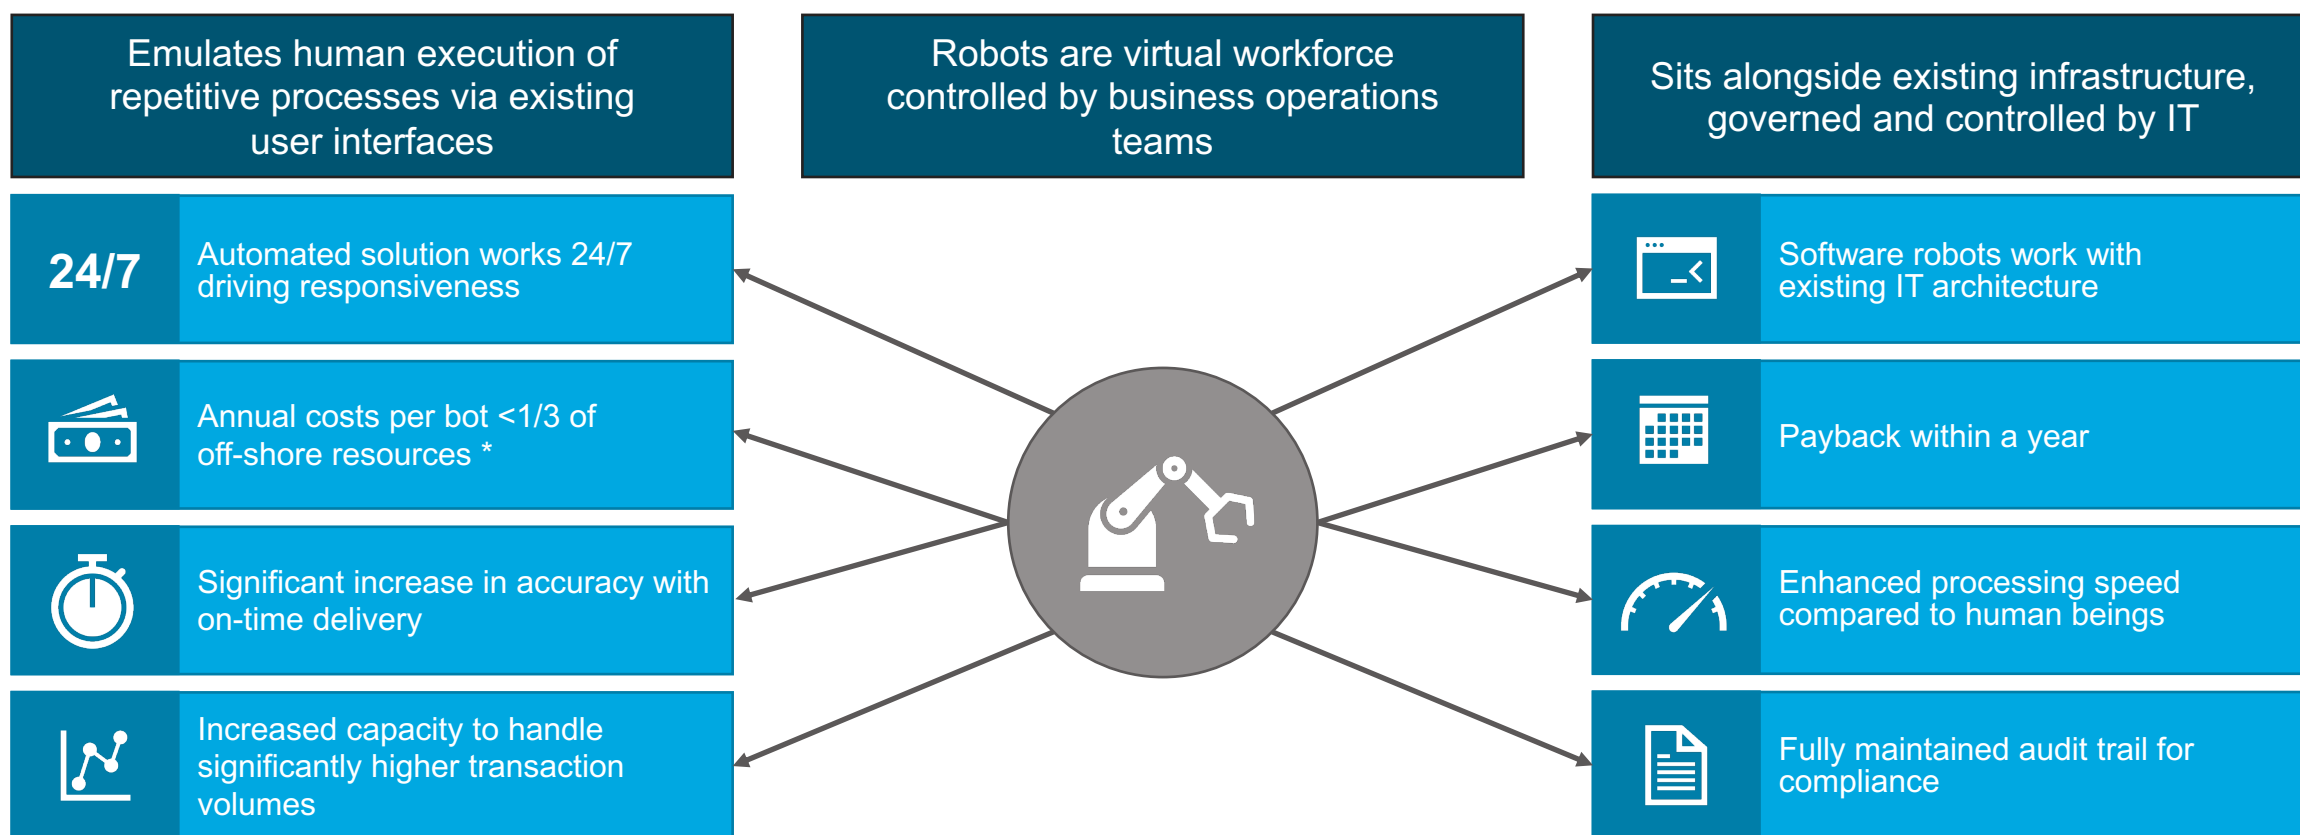 Emulates human execution of
repetitive processes via existing
user interfaces
Robots are virtual workforce
controlled by business operations
teams
Sits alongside existing infrastructure,
governed and controlled by IT
24/7
Automated solution works 24/7
driving responsiveness
Annual costs per bot <1/3 of
off-shore resources *
Significant increase in accuracy with
on-time delivery
Increased capacity to handle
significantly higher transaction
volumes
Software robots work with
existing IT architecture
Payback within a year
Enhanced processing speed
compared to human beings
Fully maintained audit trail for
compliance